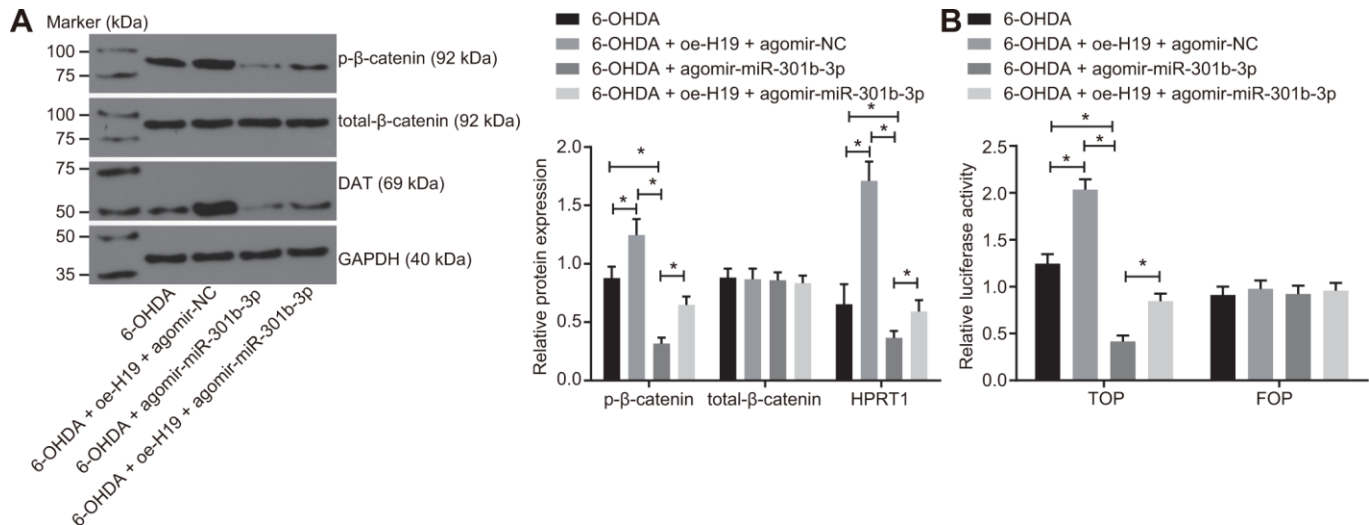 A
Marker (kDa)
100
75
p-β-catenin (92 kDa)
100
75
total-β-catenin (92 kDa)
75
50
DAT (69 kDa)
50
35
GAPDH (40 kDa)
6-OHDA
6-OHDA + oe-H19 + agomir-NC
6-OHDA + agomir-miR-301b-3p
6-OHDA + oe-H19 + agomir-miR-301b-3p
6-OHDA
6-OHDA + oe-H19 + agomir-NC
6-OHDA + agomir-miR-301b-3p
6-OHDA + oe-H19 + agomir-miR-301b-3p
Relative protein expression
2.0
1.5
1.0
0.5
0.0
* * * *
* * * *
p-β-catenin total-β-catenin HPRT1
B
6-OHDA
6-OHDA + oe-H19 + agomir-NC
6-OHDA + agomir-miR-301b-3p
6-OHDA + oe-H19 + agomir-miR-301b-3p
Relative luciferase activity
2.5
2.0
1.5
1.0
0.5
0.0
* * * *
TOP FOP